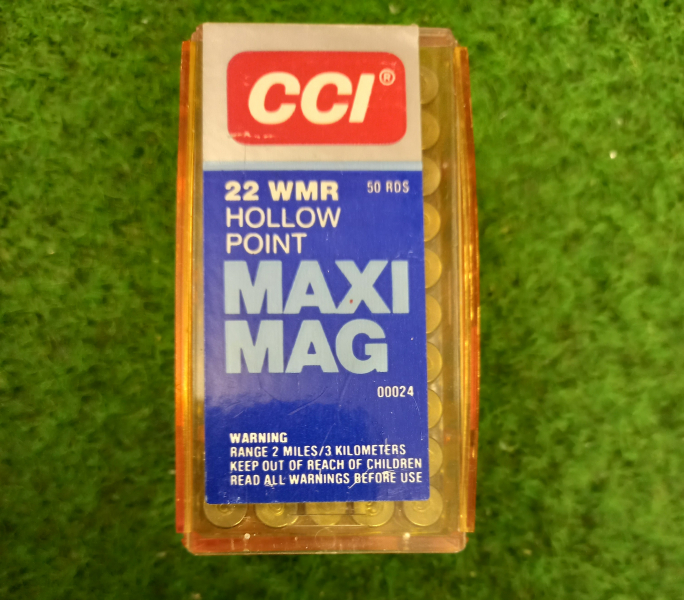 CCI®
22 WMR 50 RDS
HOLLOW
POINT
MAXI
MAG
00024
WARNING
RANGE 2 MILES/3 KILOMETERS
KEEP OUT OF REACH OF CHILDREN
READ ALL WARNINGS BEFORE USE